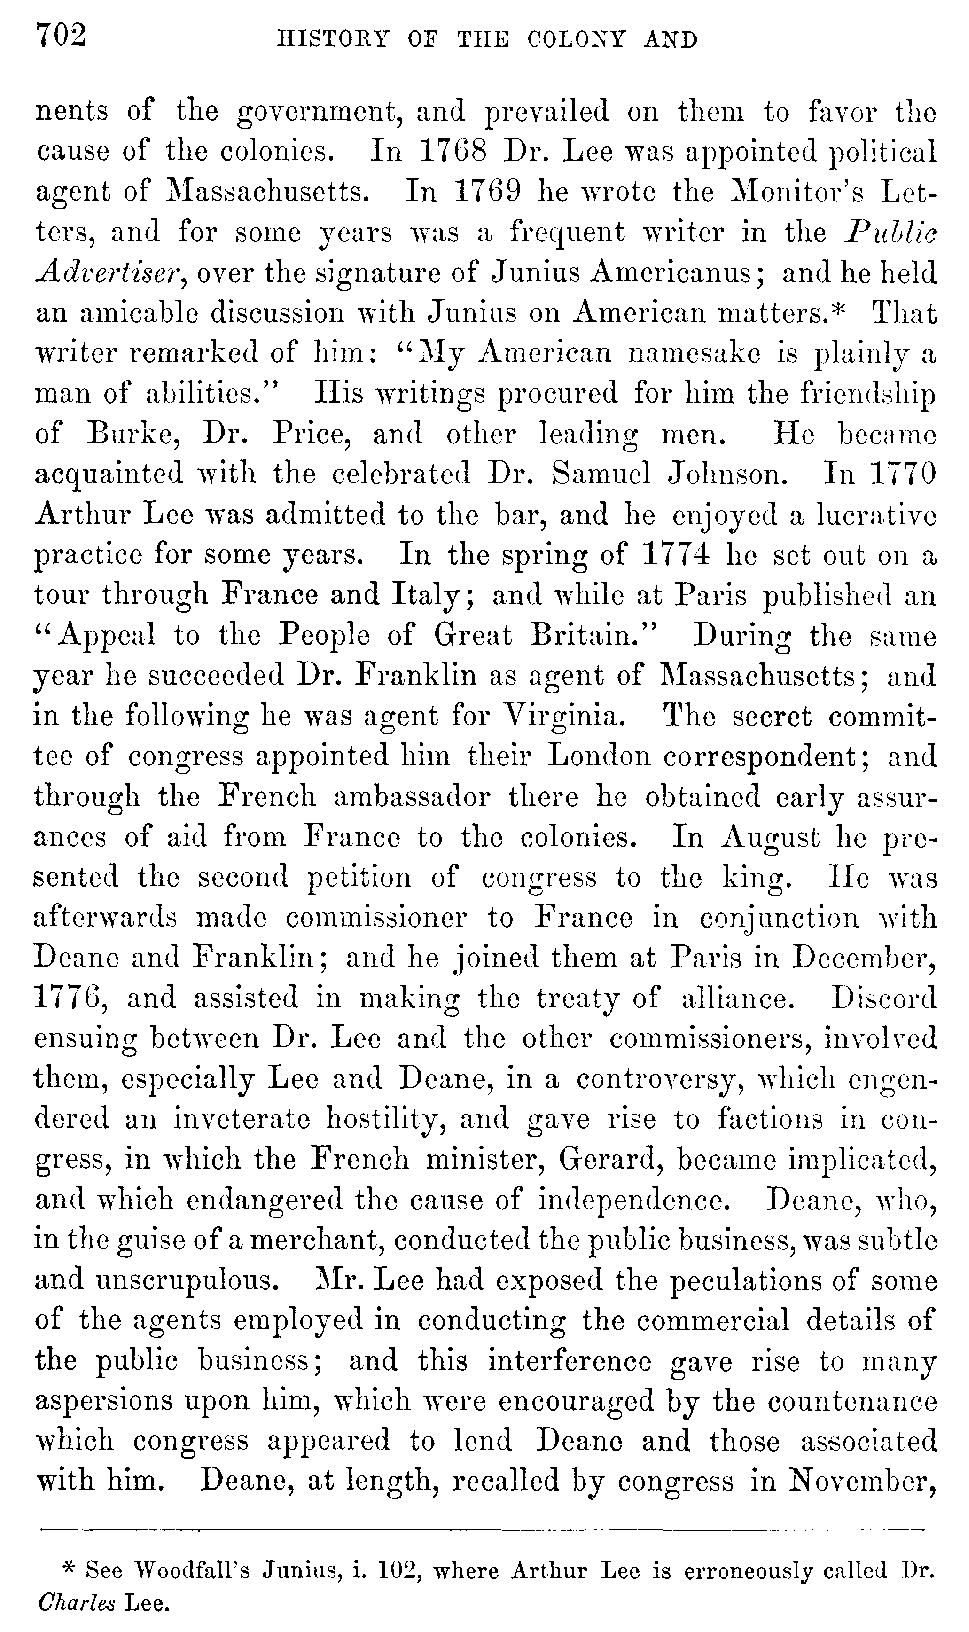 702 HISTORY OF THE COLONY AND
nents of the government, and prevailed on them to favor the
cause of the colonies. In 1768 Dr. Lee was appointed political
agent of Massachusetts. In 1769 he wrote the Monitor's Let-
ters, and for some years was a frequent writer in the Public
Advertiser, over the signature of Junius Americanus; and he held
an amicable discussion with Junius on American matters.* That
writer remarked of him: "My American namesake is plainly a
man of abilities." His writings procured for him the friendship
of Burke, Dr. Price, and other leading men. He became
acquainted with the celebrated Dr. Samuel Johnson. In 1770
Arthur Lee was admitted to the bar, and he enjoyed a lucrative
practice for some years. In the spring of 1774 he set out on a
tour through France and Italy; and while at Paris published an
"Appeal to the People of Great Britain." During the same
year he succeeded Dr. Franklin as agent of Massachusetts; and
in the following he was agent for Virginia. The secret commit-
tee of congress appointed him their London correspondent; and
through the French ambassador there he obtained early assur-
ances of aid from France to the colonies. In August he pre-
sented the second petition of congress to the king. He was
afterwards made commissioner to France in conjunction with
Deane and Franklin; and he joined them at Paris in December,
1776, and assisted in making the treaty of alliance. Discord
ensuing between Dr. Lee and the other commissioners, involved
them, especially Lee and Deane, in a controversy, which engen-
dered an inveterate hostility, and gave rise to factions in con-
gress, in which the French minister, Gerard, became implicated,
and which endangered the cause of independence. Deane, who,
in the guise of a merchant, conducted the public business, was subtle
and unscrupulous. Mr. Lee had exposed the peculations of some
of the agents employed in conducting the commercial details of
the public business; and this interference gave rise to many
aspersions upon him, which were encouraged by the countenance
which congress appeared to lend Deane and those associated
with him. Deane, at length, recalled by congress in November,
* See Woodfall's Junius, i. 102, where Arthur Lee is erroneously called Dr.
Charles Lee.